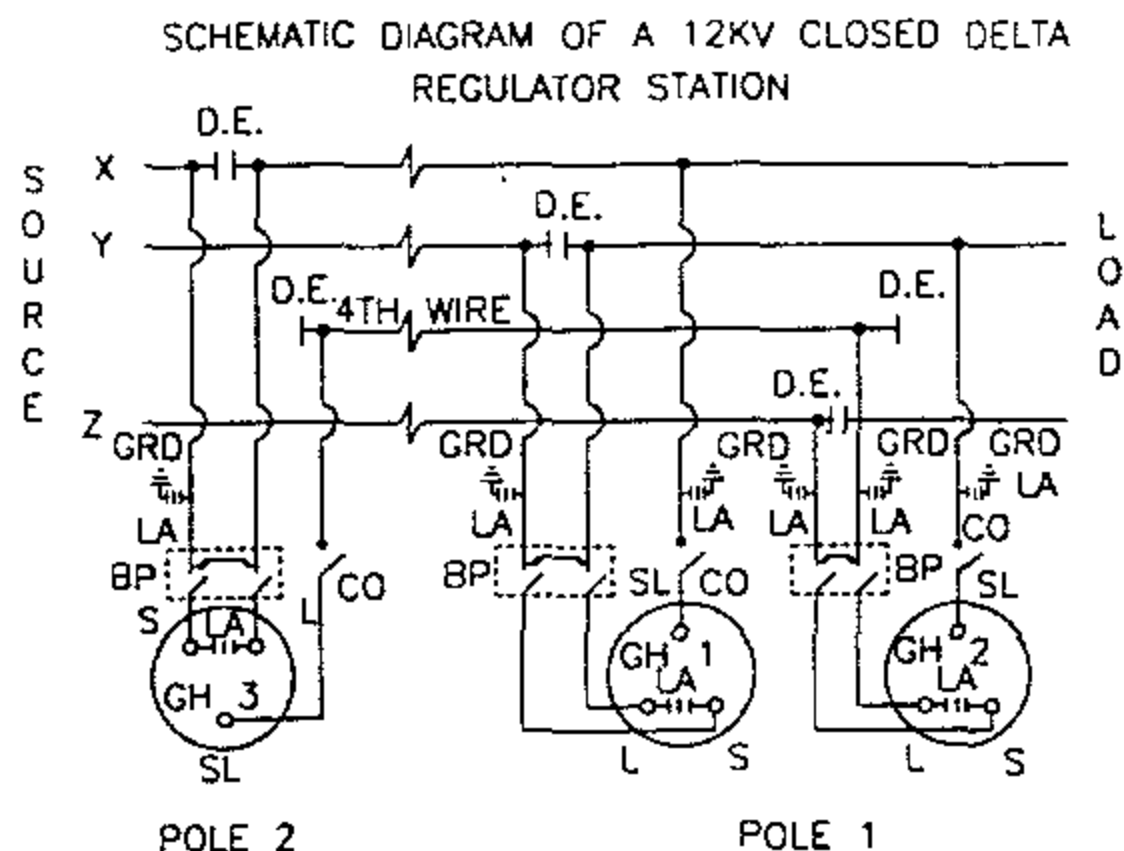 SCHEMATIC DIAGRAM OF A 12KV CLOSED DELTA
REGULATOR STATION
D.E.
SOURCE
X
D.E.
Y
LOAD
D.E.
4TH WIRE
D.E.
D.E.
Z
GRD
GRD
GRD
GRD
GRD
LA
LA
LA
LA
LA
LA
CO
BP
CO
BP
SL
CO
BP
SL
S
LA
L
GH 3
GH 1
LA
GH 2
LA
SL
L
S
L
S
POLE 2
POLE 1